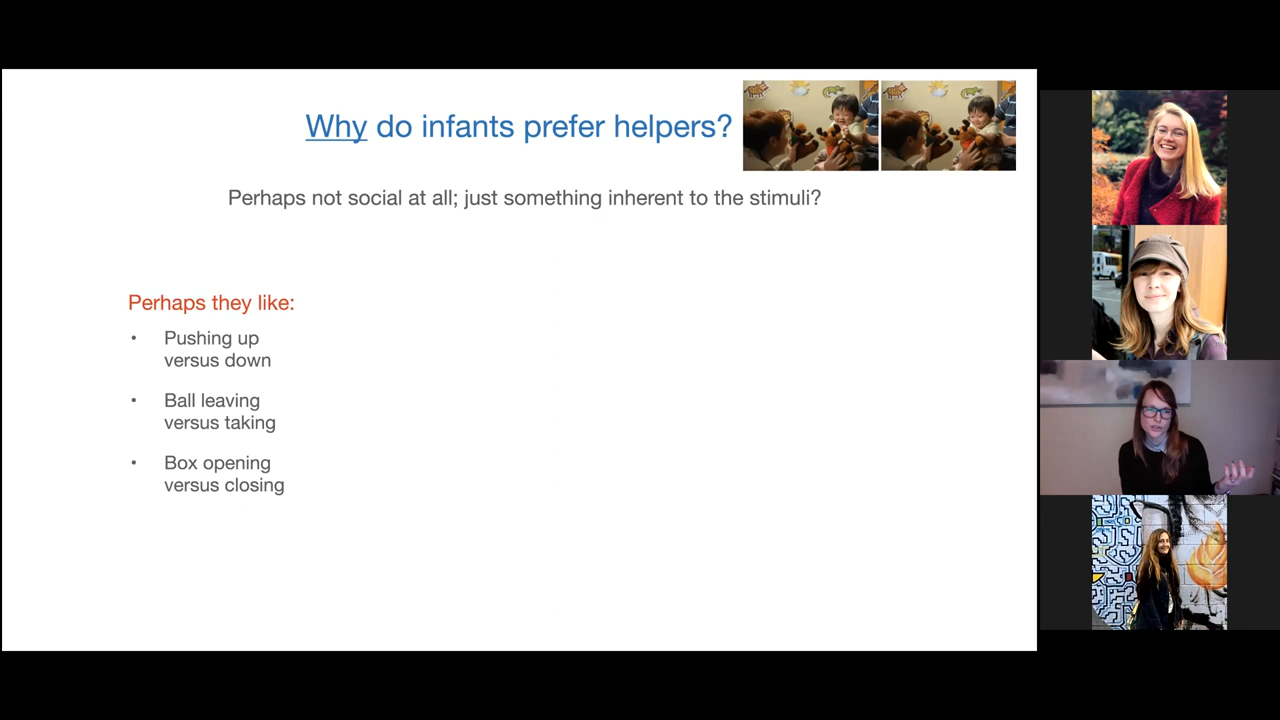 Why do infants prefer helpers?
Perhaps not social at all; just something inherent to the stimuli?
Perhaps they like:
• Pushing up
versus down
• Ball leaving
versus taking
• Box opening
versus closing